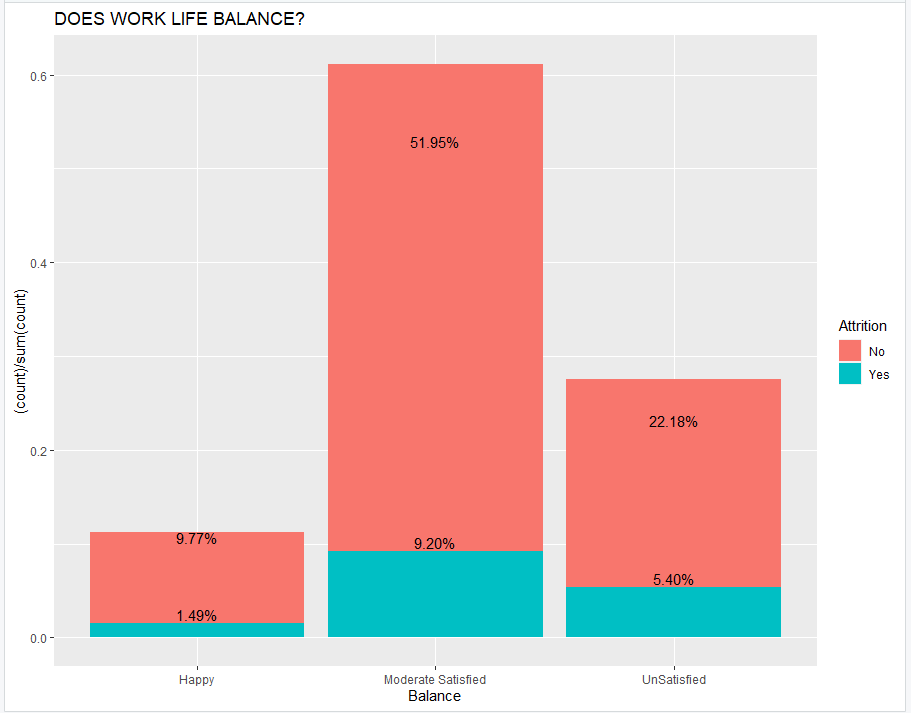 DOES WORK LIFE BALANCE?
0.6
0.4
0.2
0.0
(count)/sum(count)
9.77%
1.49%
51.95%
9.20%
22.18%
5.40%
Happy
Moderate Satisfied
UnSatisfied
Balance
Attrition
No
Yes